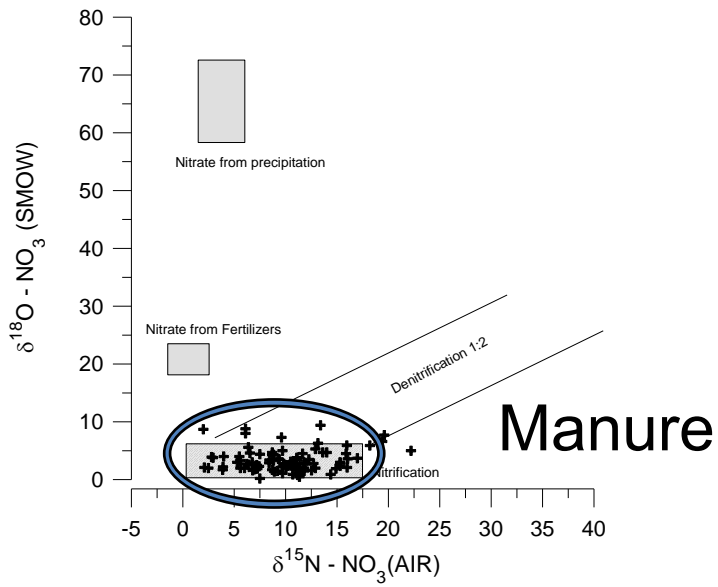 80
70
60
50
40
30
20
10
0
δ18O - NO3 (SMOW)
Nitrate from precipitation
Nitrate from Fertilizers
Denitrification 1:2
Manure
itrification
-5 0 5 10 15 20 25 30 35 40
δ15N - NO3(AIR)